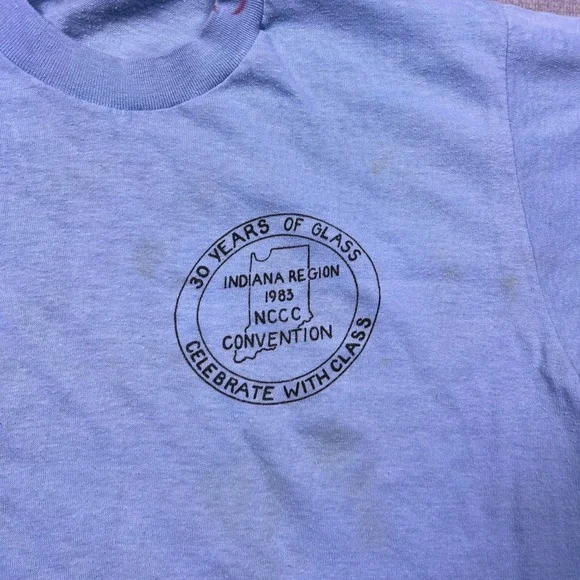 30 YEARS OF GLASS
INDIANA REGION
1983
NCCC
CONVENTION
CELEBRATE WITH CLASS